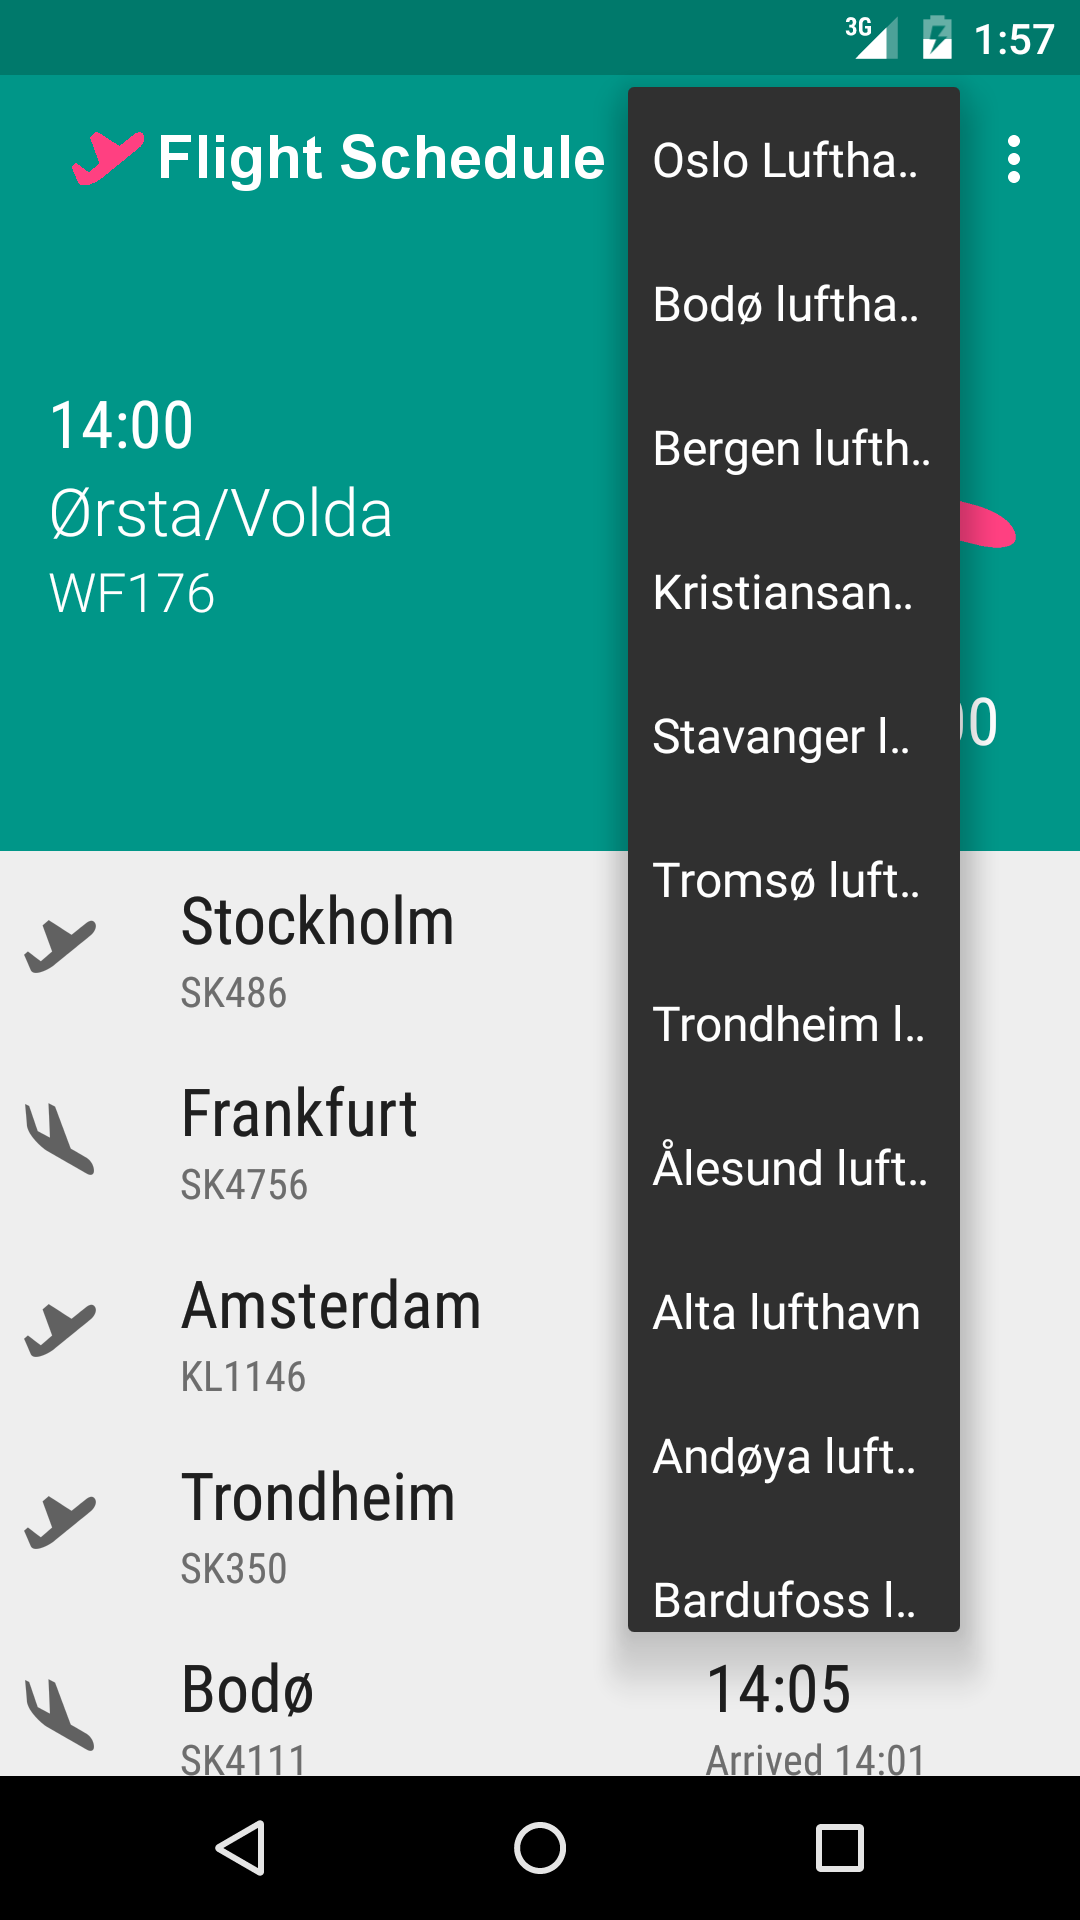 3G 1:57
Flight Schedule
14:00
Ørsta/Volda
WF176
Oslo Luftha..
Bodø luftha..
Bergen lufth..
Kristiansan..
Stavanger l..
Tromsø luft..
Trondheim l..
Ålesund luft..
Alta lufthavn
Andøya luft..
Bardufoss l..
Stockholm
SK486
Frankfurt
SK4756
Amsterdam
KL1146
Trondheim
SK350
Bodø 14:05
SK4111 Arrived 14:01